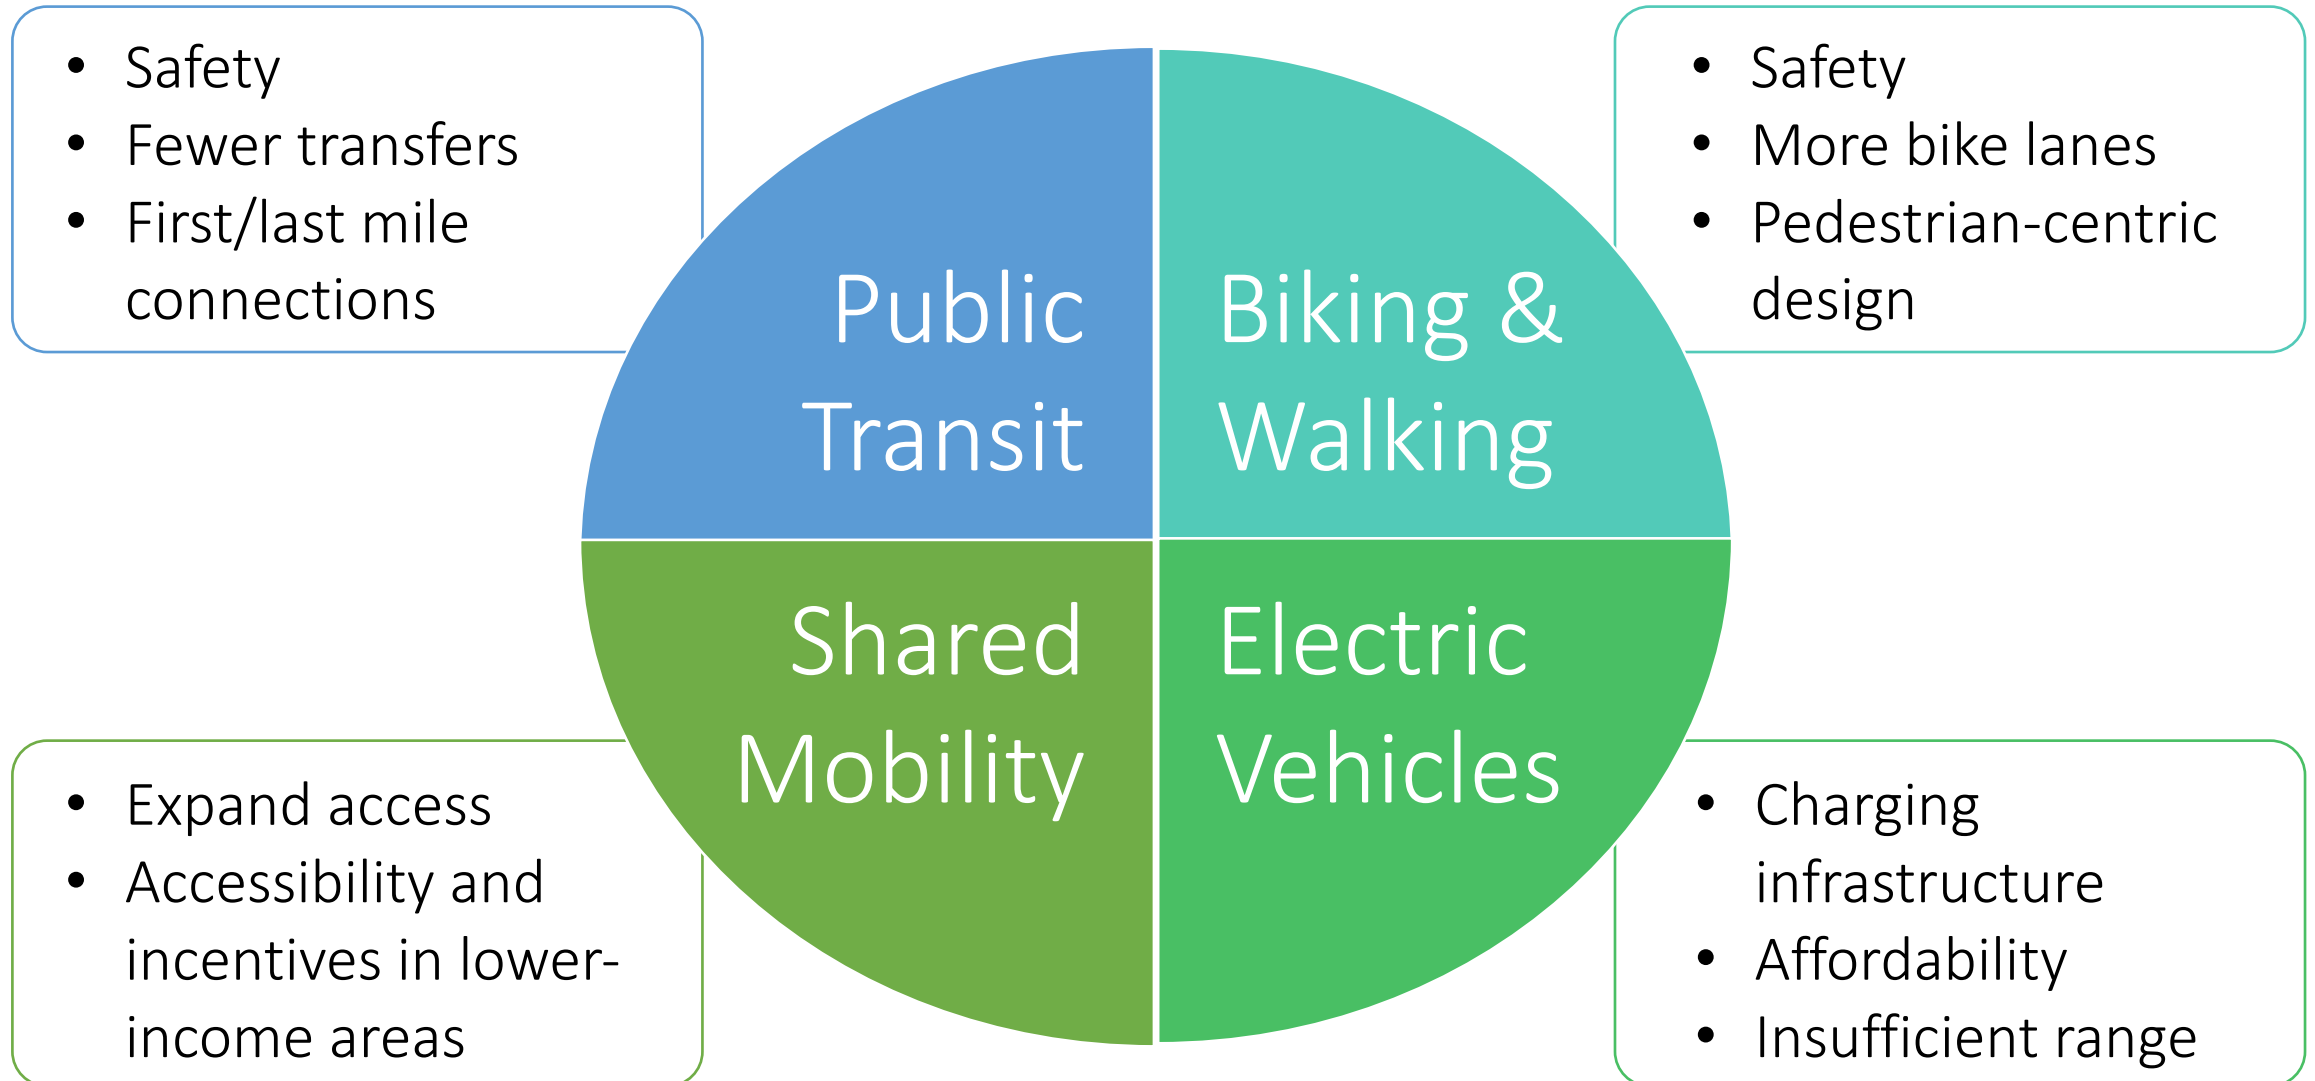 • Safety
• Fewer transfers
• First/last mile
connections
Public
Transit
Biking &
Walking
• Safety
• More bike lanes
• Pedestrian-centric
design
• Expand access
• Accessibility and
incentives in lower-
income areas
Shared
Mobility
Electric
Vehicles
• Charging
infrastructure
• Affordability
• Insufficient range